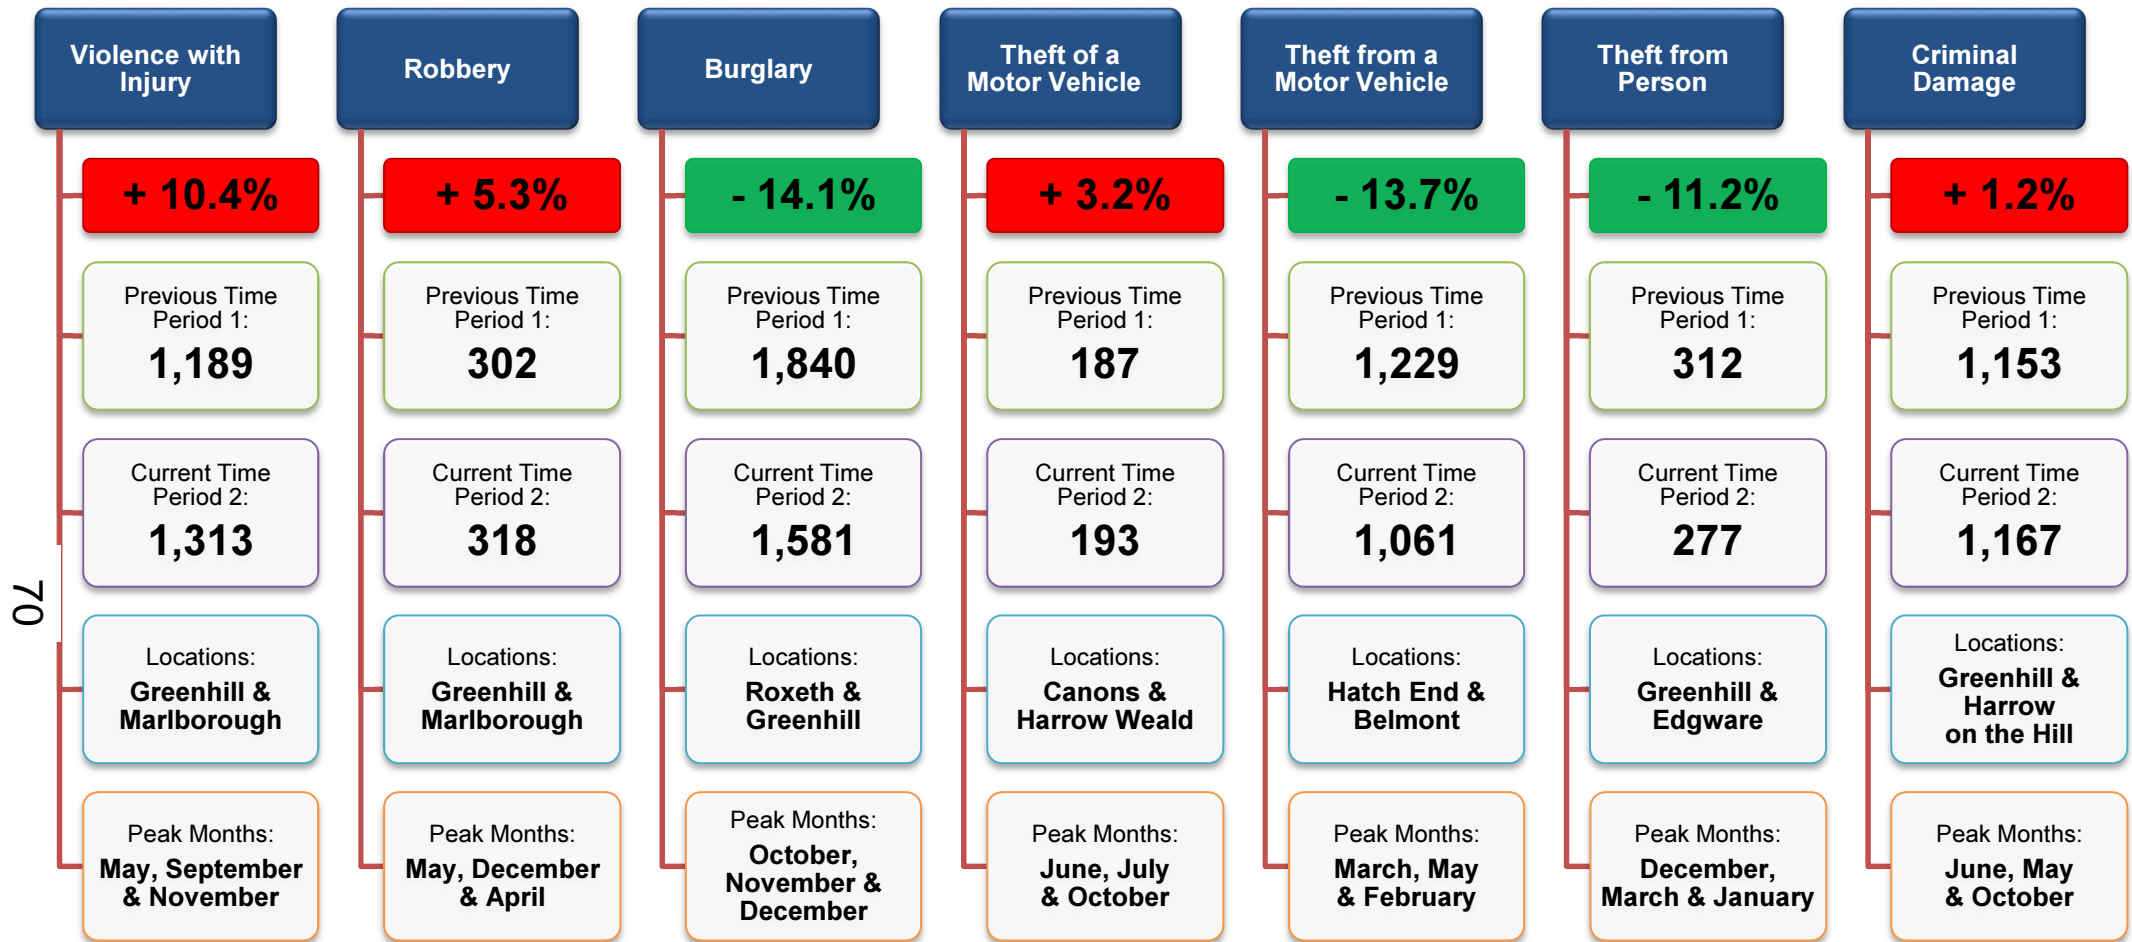 Violence with
Injury
+ 10.4%
Previous Time
Period 1:
1,189
Current Time
Period 2:
1,313
Locations:
Greenhill &
Marlborough
Peak Months:
May, September
& November
Robbery
+ 5.3%
Previous Time
Period 1:
302
Current Time
Period 2:
318
Locations:
Greenhill &
Marlborough
Peak Months:
May, December
& April
Burglary
- 14.1%
Previous Time
Period 1:
1,840
Current Time
Period 2:
1,581
Locations:
Roxeth &
Greenhill
Peak Months:
October,
November &
December
Theft of a
Motor Vehicle
+ 3.2%
Previous Time
Period 1:
187
Current Time
Period 2:
193
Locations:
Canons &
Harrow Weald
Peak Months:
June, July
& October
Theft from a
Motor Vehicle
- 13.7%
Previous Time
Period 1:
1,229
Current Time
Period 2:
1,061
Locations:
Hatch End &
Belmont
Peak Months:
March, May
& February
Theft from
Person
- 11.2%
Previous Time
Period 1:
312
Current Time
Period 2:
277
Locations:
Greenhill &
Edgware
Peak Months:
December,
March & January
Criminal
Damage
+ 1.2%
Previous Time
Period 1:
1,153
Current Time
Period 2:
1,167
Locations:
Greenhill &
Harrow
on the Hill
Peak Months:
June, May
& October
70